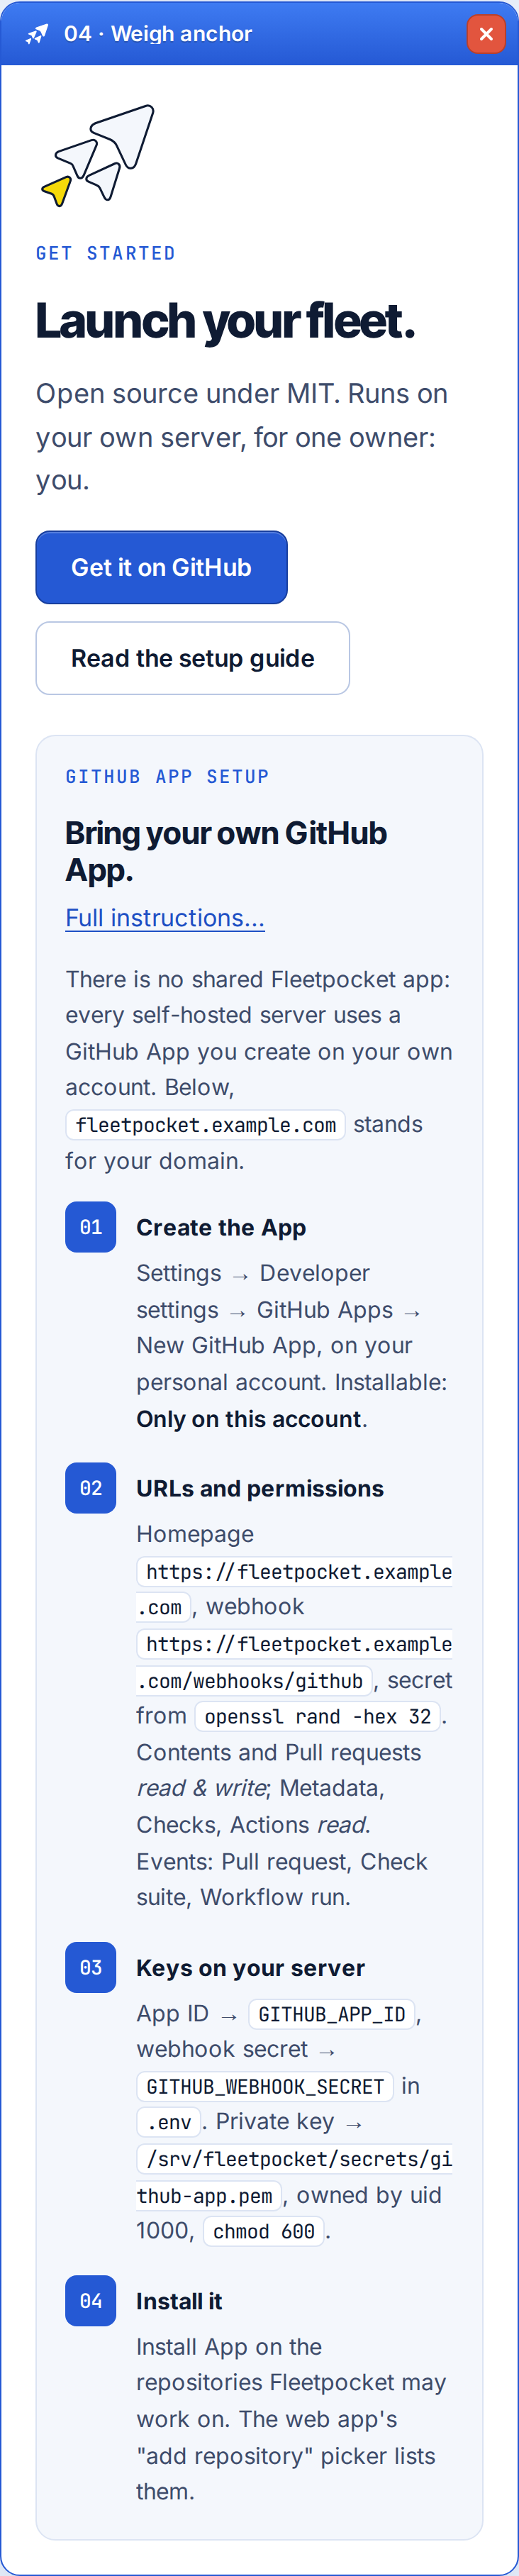 04 · Weigh anchor
GET STARTED
Launch your fleet.
Open source under MIT. Runs on
your own server, for one owner:
you.
Get it on GitHub
Read the setup guide
GITHUB APP SETUP
Bring your own GitHub
App.
Full instructions...
There is no shared Fleetpocket app:
every self-hosted server uses a
GitHub App you create on your own
account. Below,
fleetpocket.example.com stands
for your domain.
01 Create the App
Settings → Developer
settings → GitHub Apps →
New GitHub App, on your
personal account. Installable:
Only on this account.
02 URLs and permissions
Homepage
https://fleetpocket.example
.com, webhook
https://fleetpocket.example
.com/webhooks/github, secret
from openssl rand -hex 32.
Contents and Pull requests
read & write; Metadata,
Checks, Actions read.
Events: Pull request, Check
suite, Workflow run.
03 Keys on your server
App ID → GITHUB_APP_ID,
webhook secret →
GITHUB_WEBHOOK_SECRET in
.env. Private key →
/srv/fleetpocket/secrets/gi
thub-app.pem, owned by uid
1000, chmod 600.
04 Install it
Install App on the
repositories Fleetpocket may
work on. The web app's
"add repository" picker lists
them.